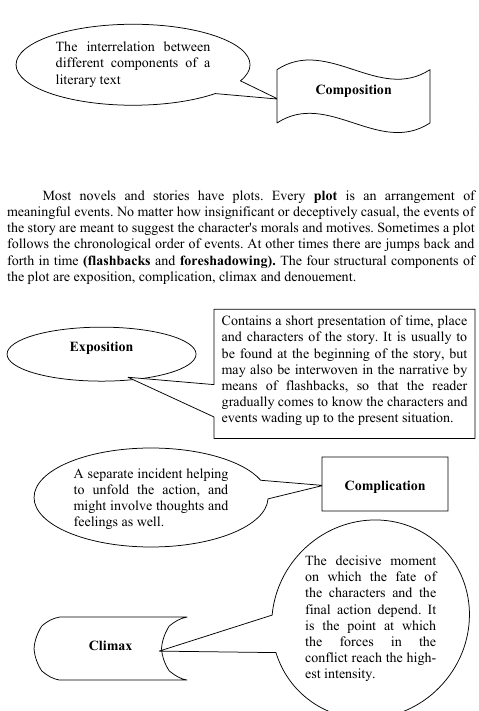 The interrelation between
different components of a
literary text
Composition
Most novels and stories have plots. Every plot is an arrangement of
meaningful events. No matter how insignificant or deceptively casual, the events of
the story are meant to suggest the character's morals and motives. Sometimes a plot
follows the chronological order of events. At other times there are jumps back and
forth in time (flashbacks and foreshadowing). The four structural components of
the plot are exposition, complication, climax and denouement.
Exposition
Contains a short presentation of time, place
and characters of the story. It is usually to
be found at the beginning of the story, but
may also be interwoven in the narrative by
means of flashbacks, so that the reader
gradually comes to know the characters and
events wading up to the present situation.
A separate incident helping
to unfold the action, and
might involve thoughts and
feelings as well.
Complication
The decisive moment
on which the fate of
the characters and the
final action depend. It
is the point at which
the forces in the
conflict reach the high-
est intensity.
Climax